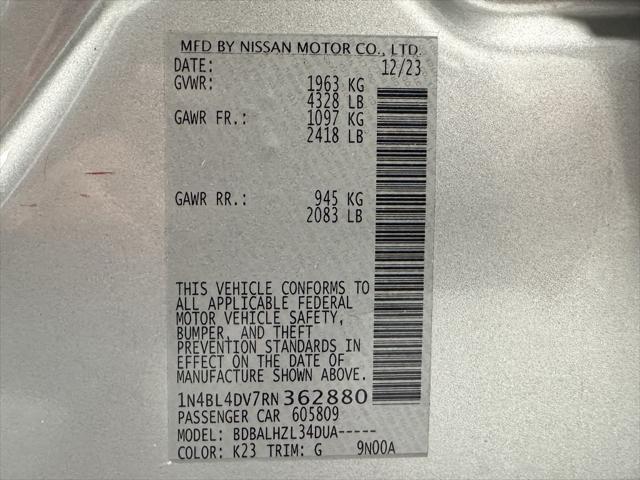 MFD BY NISSAN MOTOR CO., LTD.
DATE: 12/23
GVWR: 1963 KG
4328 LB
GAWR FR.: 1097 KG
2418 LB
GAWR RR.: 945 KG
2083 LB
THIS VEHICLE CONFORMS TO
ALL APPLICABLE FEDERAL
MOTOR VEHICLE SAFETY,
BUMPER, AND THEFT
PREVENTION STANDARDS IN
EFFECT ON THE DATE OF
MANUFACTURE SHOWN ABOVE.
1N4BL4DV7RN362880
PASSENGER CAR 605809
MODEL: BDBALHZL34DUA-----
COLOR: K23 TRIM: G 9N00A